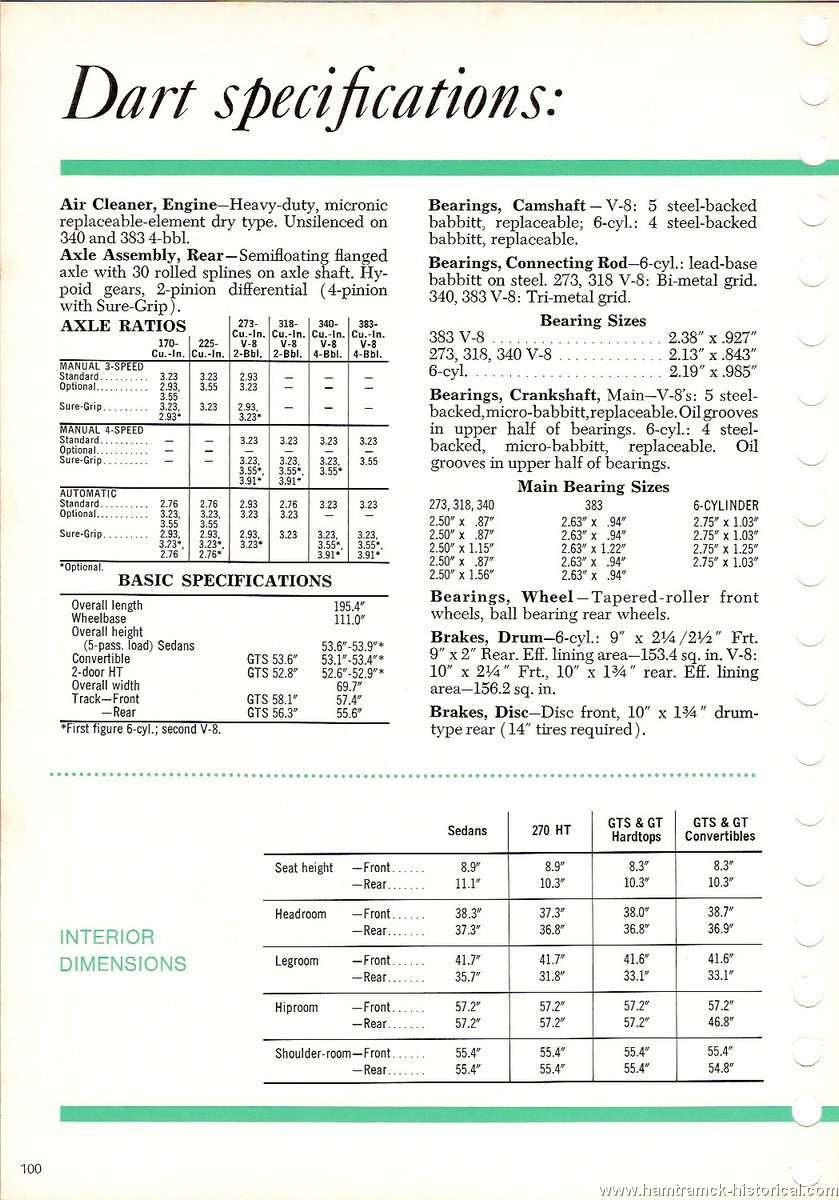 Dart specifications:
Air Cleaner, Engine—Heavy-duty, micronic
replaceable-element dry type. Unsilenced on
340 and 383 4-bbl.
Axle Assembly, Rear—Semifloating flanged
axle with 30 rolled splines on axle shaft. Hy-
poid gears, 2-pinion differential (4-pinion
with Sure-Grip).
AXLE RATIOS
170-Cu.-In. 225-Cu.-In. 273-Cu.-In. V-8 2-Bbl. 318-Cu.-In. V-8 2-Bbl. 340-Cu.-In. V-8 4-Bbl. 383-Cu.-In. V-8 4-Bbl.
MANUAL 3-SPEED
Standard.......... 3.23 3.23 2.93 — — —
Optional........... 2.93, 3.55 3.23 — — —
3.55
Sure-Grip......... 3.23, 3.23 2.93, — — —
2.93* 3.23*
MANUAL 4-SPEED
Standard.......... — — 3.23 3.23 3.23 3.23
Optional........... — — — — — —
Sure-Grip......... — — 3.23, 3.23, 3.23, 3.55
3.55*, 3.55*, 3.55*
3.91* 3.91*
AUTOMATIC
Standard.......... 2.76 2.76 2.93 2.76 3.23 3.23
Optional........... 3.23, 3.23, 3.23 3.23 — —
3.55 3.55
Sure-Grip......... 2.93, 2.93, 2.93, 3.23 3.23, 3.23,
3.23*, 3.23*, 3.23* 3.55*, 3.55*,
2.76 2.76* 3.91* 3.91*
*Optional.
BASIC SPECIFICATIONS
Overall length 195.4"
Wheelbase 111.0"
Overall height
(5-pass. load) Sedans 53.6"-53.9"*
Convertible GTS 53.6" 53.1"-53.4"*
2-door HT GTS 52.8" 52.6"-52.9"*
Overall width 69.7"
Track—Front GTS 58.1" 57.4"
—Rear GTS 56.3" 55.6"
*First figure 6-cyl.; second V-8.
Bearings, Camshaft – V-8: 5 steel-backed
babbitt, replaceable; 6-cyl.: 4 steel-backed
babbitt, replaceable.
Bearings, Connecting Rod—6-cyl.: lead-base
babbitt on steel. 273, 318 V-8: Bi-metal grid.
340, 383 V-8: Tri-metal grid.
Bearing Sizes
383 V-8 ...................... 2.38" x .927"
273, 318, 340 V-8 ............. 2.13" x .843"
6-cyl. ........................ 2.19" x .985"
Bearings, Crankshaft, Main—V-8's: 5 steel-
backed, micro-babbitt, replaceable. Oil grooves
in upper half of bearings. 6-cyl.: 4 steel-
backed, micro-babbitt, replaceable. Oil
grooves in upper half of bearings.
Main Bearing Sizes
273, 318, 340 383 6-CYLINDER
2.50" x .87" 2.63" x .94" 2.75" x 1.03"
2.50" x .87" 2.63" x .94" 2.75" x 1.03"
2.50" x 1.15" 2.63" x 1.22" 2.75" x 1.25"
2.50" x .87" 2.63" x .94" 2.75" x 1.03"
2.50" x 1.56" 2.63" x .94"
Bearings, Wheel – Tapered-roller front
wheels, ball bearing rear wheels.
Brakes, Drum—6-cyl.: 9" x 2¼/2½" Frt.
9" x 2" Rear. Eff. lining area—153.4 sq. in. V-8:
10" x 2¼" Frt., 10" x 1¾" rear. Eff. lining
area—156.2 sq. in.
Brakes, Disc—Disc front, 10" x 1¾" drum-
type rear (14" tires required).
INTERIOR
DIMENSIONS
Sedans 270 HT GTS & GT Hardtops GTS & GT Convertibles
Seat height —Front...... 8.9" 8.9" 8.3" 8.3"
—Rear....... 11.1" 10.3" 10.3" 10.3"
Headroom —Front...... 38.3" 37.3" 38.0" 38.7"
—Rear....... 37.3" 36.8" 36.8" 36.9"
Legroom —Front...... 41.7" 41.7" 41.6" 41.6"
—Rear....... 35.7" 31.8" 33.1" 33.1"
Hiproom —Front...... 57.2" 57.2" 57.2" 57.2"
—Rear....... 57.2" 57.2" 57.2" 46.8"
Shoulder-room—Front...... 55.4" 55.4" 55.4" 55.4"
—Rear....... 55.4" 55.4" 55.4" 54.8"
100
www.hamtramck-historical.com